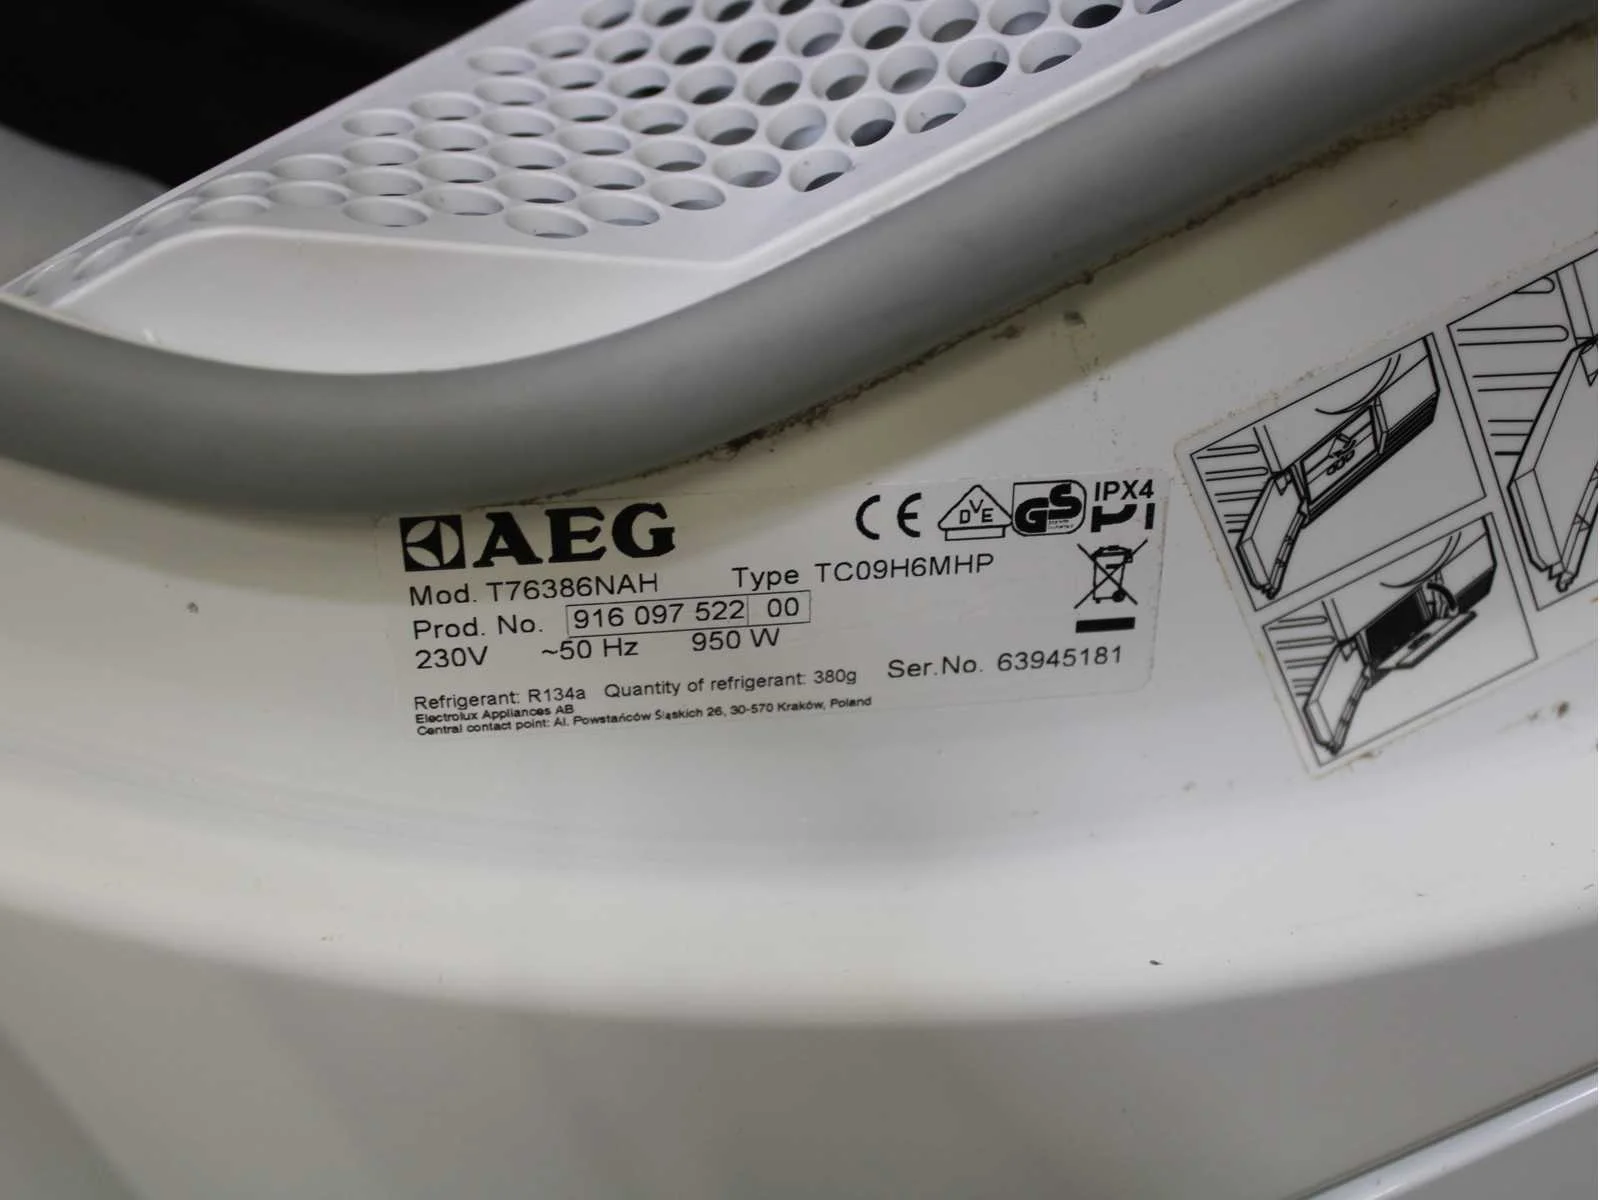 AEG
CE DVE GS IPX4
Mod. T76386NAH Type TC09H6MHP
Prod. No. 916 097 522 00
230V ~50 Hz 950 W
Refrigerant: R134a Quantity of refrigerant: 380g Ser.No. 63945181
Electrolux Appliances AB
Central contact point: Al. Powstańców Śląskich 26, 30-570 Kraków, Poland